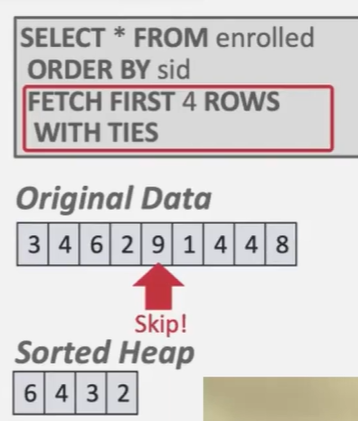 SELECT * FROM enrolled
ORDER BY sid
FETCH FIRST 4 ROWS
WITH TIES
Original Data
3 4 6 2 9 1 4 4 8
Skip!
Sorted Heap
6 4 3 2